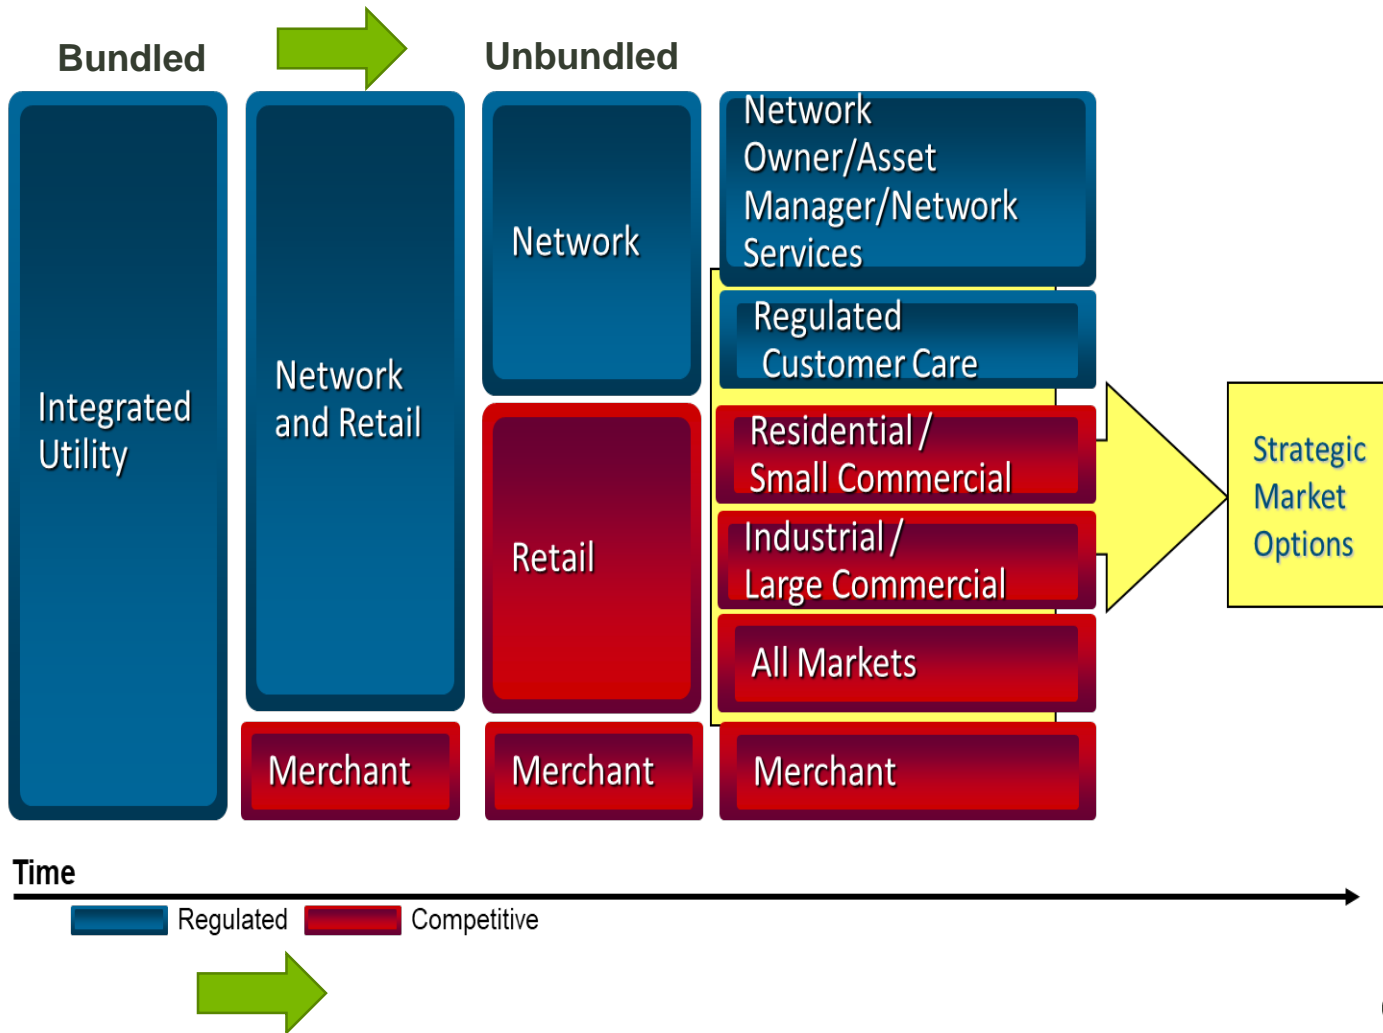 Bundled
Unbundled
Integrated
Utility
Network
and Retail
Merchant
Network
Retail
Merchant
Network
Owner/Asset
Manager/Network
Services
Regulated
Customer Care
Residential /
Small Commercial
Industrial /
Large Commercial
All Markets
Merchant
Strategic
Market
Options
Time
Regulated
Competitive